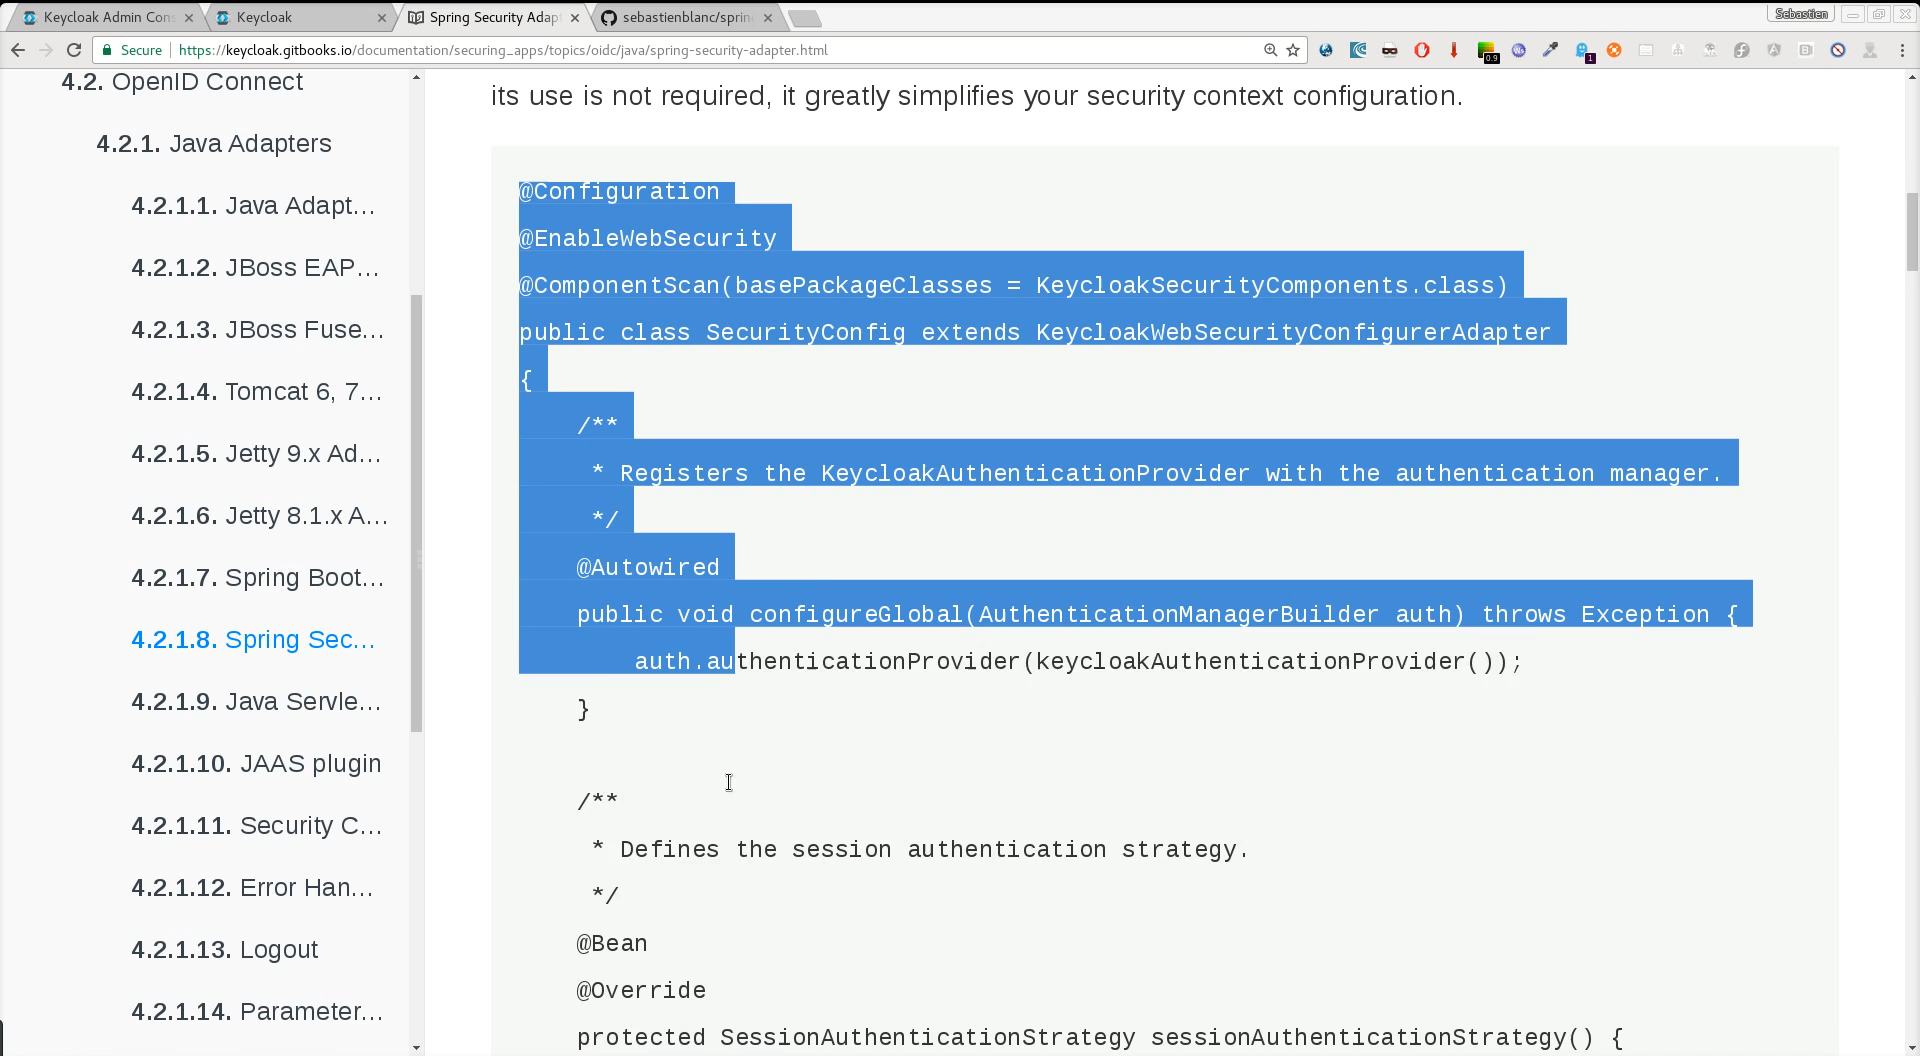 Keycloak Admin Cons
Keycloak
Spring Security Adap
sebastienblanc/sprin
Sebastien
Secure
https://keycloak.gitbooks.io/documentation/securing_apps/topics/oidc/java/spring-security-adapter.html
0.9
1
4.2. OpenID Connect
4.2.1. Java Adapters
4.2.1.1. Java Adapt...
4.2.1.2. JBoss EAP...
4.2.1.3. JBoss Fuse...
4.2.1.4. Tomcat 6, 7...
4.2.1.5. Jetty 9.x Ad...
4.2.1.6. Jetty 8.1.x A...
4.2.1.7. Spring Boot...
4.2.1.8. Spring Sec...
4.2.1.9. Java Servle...
4.2.1.10. JAAS plugin
4.2.1.11. Security C...
4.2.1.12. Error Han...
4.2.1.13. Logout
4.2.1.14. Parameter...
its use is not required, it greatly simplifies your security context configuration.
@Configuration
@EnableWebSecurity
@ComponentScan(basePackageClasses = KeycloakSecurityComponents.class)
public class SecurityConfig extends KeycloakWebSecurityConfigurerAdapter
{
/**
* Registers the KeycloakAuthenticationProvider with the authentication manager.
*/
@Autowired
public void configureGlobal(AuthenticationManagerBuilder auth) throws Exception {
auth.authenticationProvider(keycloakAuthenticationProvider());
}
/**
* Defines the session authentication strategy.
*/
@Bean
@Override
protected SessionAuthenticationStrategy sessionAuthenticationStrategy() {